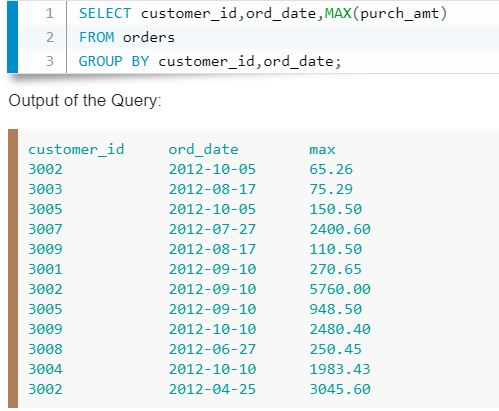 1 SELECT customer_id,ord_date,MAX(purch_amt)
2 FROM orders
3 GROUP BY customer_id,ord_date;
Output of the Query:
customer_id ord_date max
3002 2012-10-05 65.26
3003 2012-08-17 75.29
3005 2012-10-05 150.50
3007 2012-07-27 2400.60
3009 2012-08-17 110.50
3001 2012-09-10 270.65
3002 2012-09-10 5760.00
3005 2012-09-10 948.50
3009 2012-10-10 2480.40
3008 2012-06-27 250.45
3004 2012-10-10 1983.43
3002 2012-04-25 3045.60